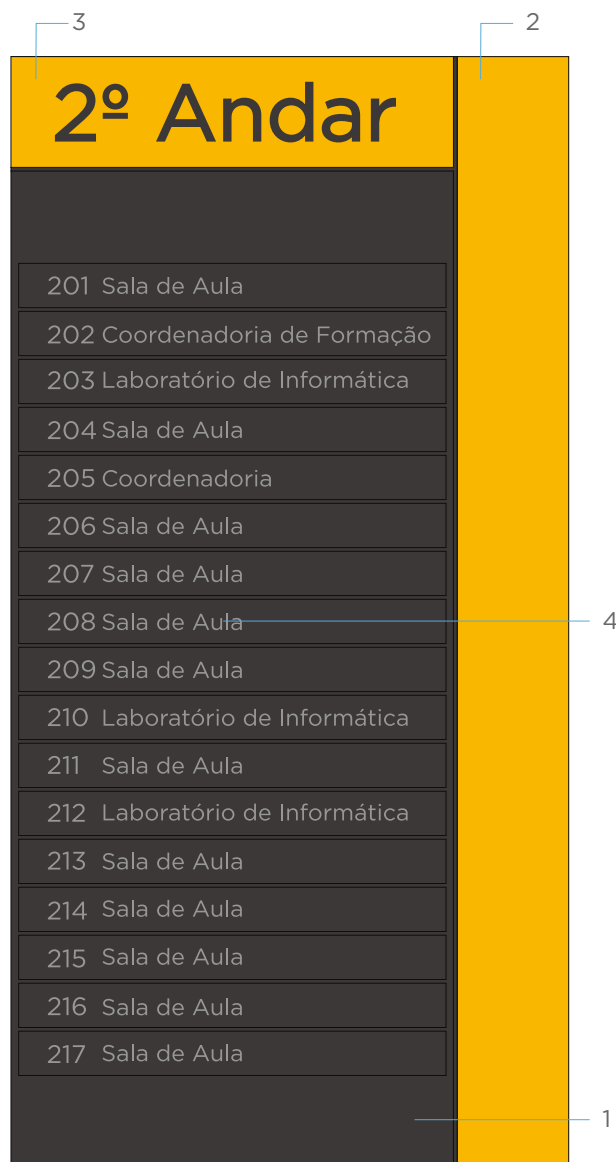 3
2
2º Andar
201 Sala de Aula
202 Coordenadoria de Formação
203 Laboratório de Informática
204 Sala de Aula
205 Coordenadoria
206 Sala de Aula
207 Sala de Aula
208 Sala de Aula
4
209 Sala de Aula
210 Laboratório de Informática
211 Sala de Aula
212 Laboratório de Informática
213 Sala de Aula
214 Sala de Aula
215 Sala de Aula
216 Sala de Aula
217 Sala de Aula
1